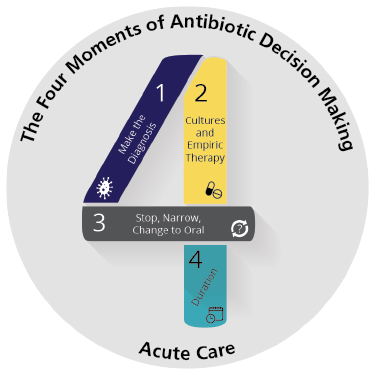 The Four Moments of Antibiotic Decision Making
1
Make the
Diagnosis
2
Cultures
and
Empiric
Therapy
3
Stop, Narrow,
Change to Oral
?
4
Duration
Acute Care